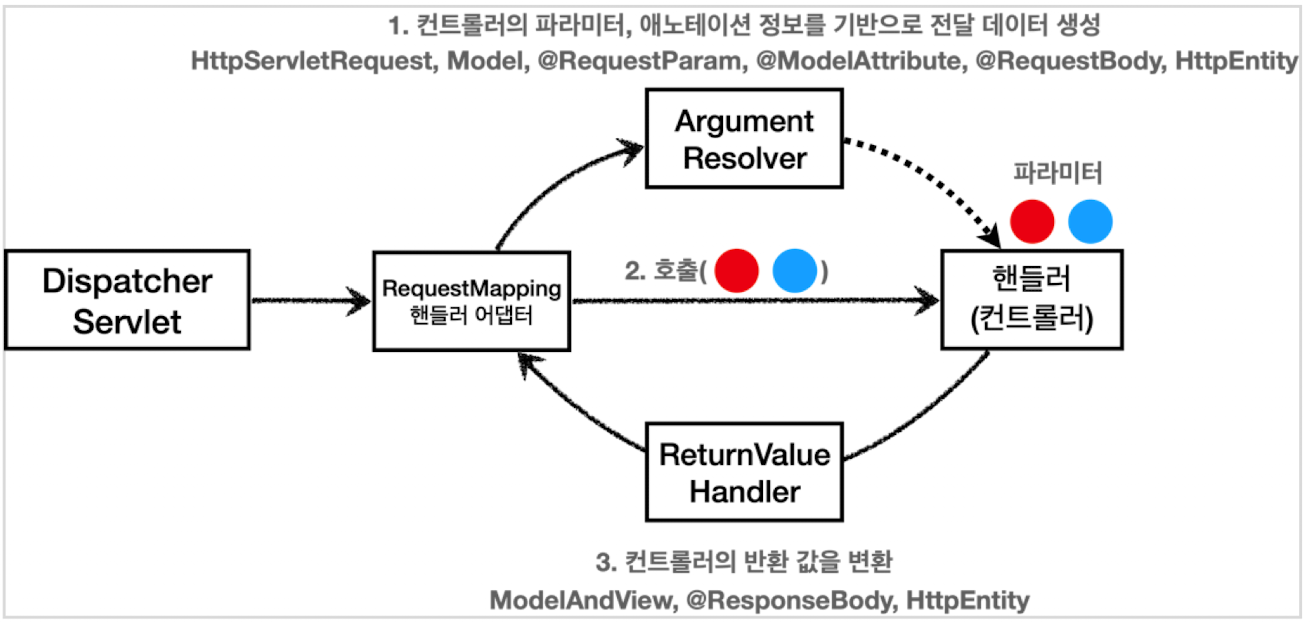 1. 컨트롤러의 파라미터, 애노테이션 정보를 기반으로 전달 데이터 생성
HttpServletRequest, Model, @RequestParam, @ModelAttribute, @RequestBody, HttpEntity
Argument
Resolver
파라미터
Dispatcher
Servlet
RequestMapping
핸들러 어댑터
2. 호출( )
핸들러
(컨트롤러)
ReturnValue
Handler
3. 컨트롤러의 반환 값을 변환
ModelAndView, @ResponseBody, HttpEntity